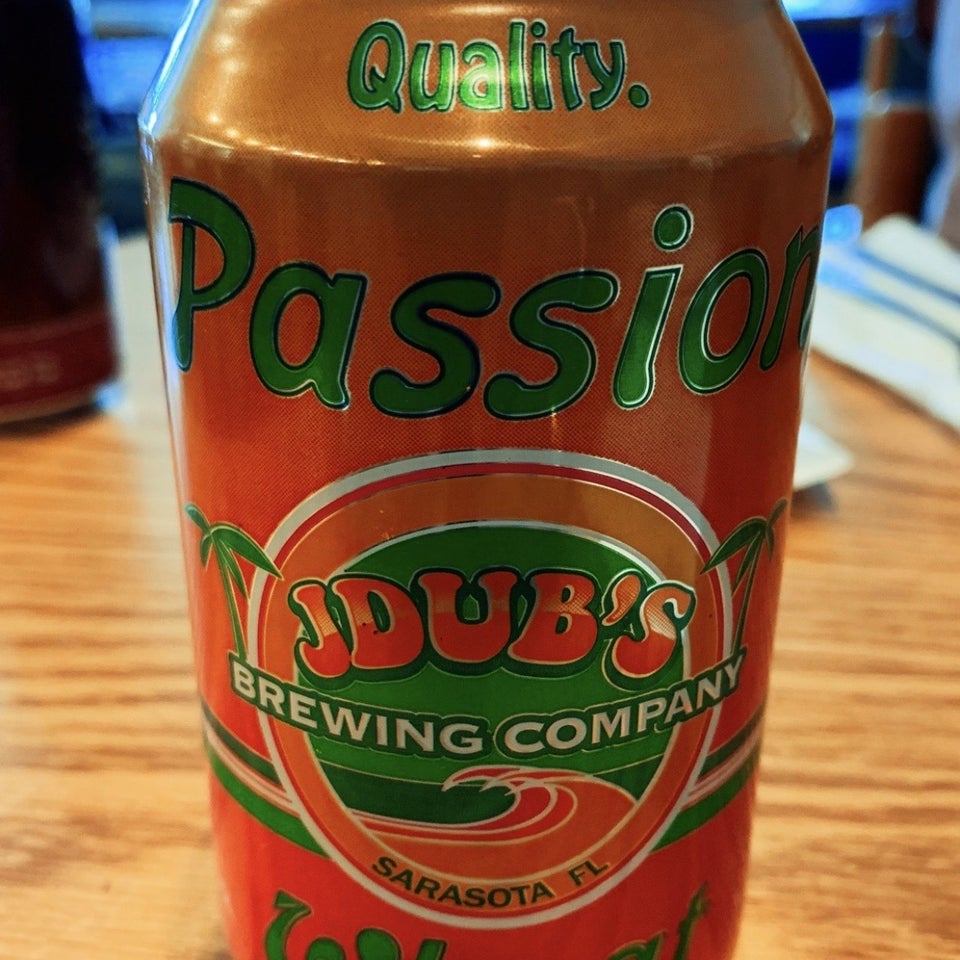 Quality.
Passion
JDUB'S
BREWING COMPANY
SARASOTA FL